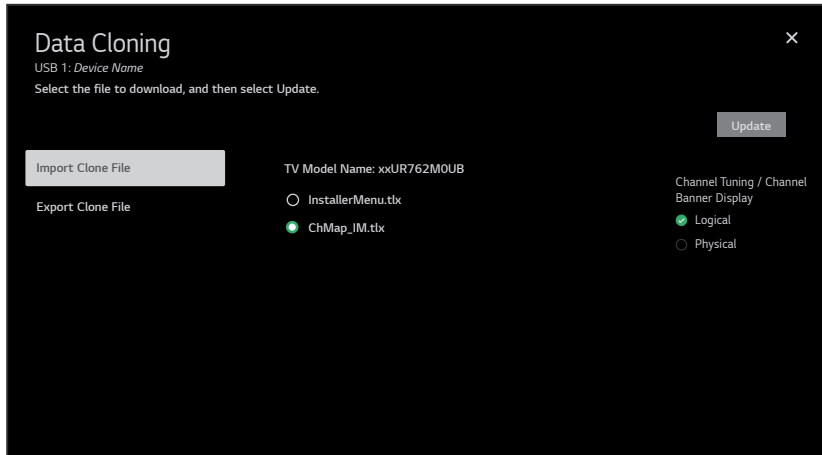 Data Cloning
USB 1: Device Name
Select the file to download, and then select Update.
Update
Import Clone File
Export Clone File
TV Model Name: xxUR762M0UB
InstallerMenu.tlx
ChMap_IM.tlx
Channel Tuning / Channel
Banner Display
Logical
Physical